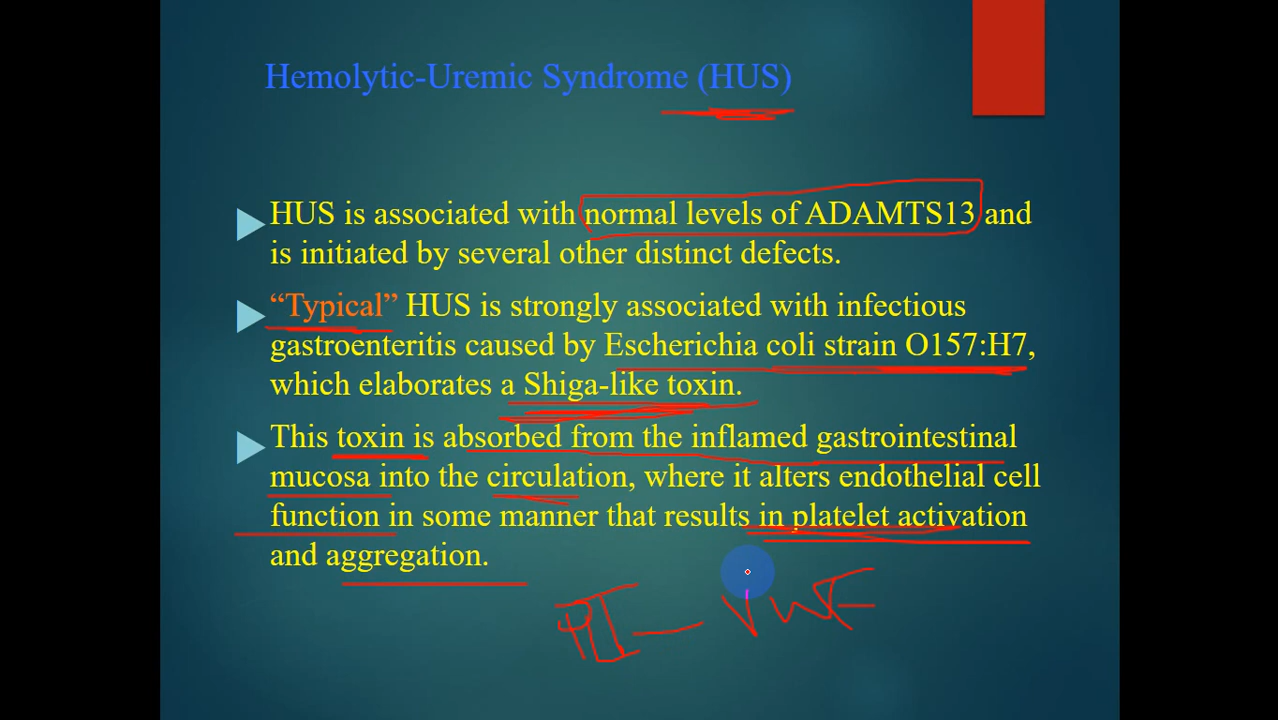 Hemolytic-Uremic Syndrome (HUS)
HUS is associated with normal levels of ADAMTS13 and
is initiated by several other distinct defects.
“Typical” HUS is strongly associated with infectious
gastroenteritis caused by Escherichia coli strain O157:H7,
which elaborates a Shiga-like toxin.
This toxin is absorbed from the inflamed gastrointestinal
mucosa into the circulation, where it alters endothelial cell
function in some manner that results in platelet activation
and aggregation.
VWF